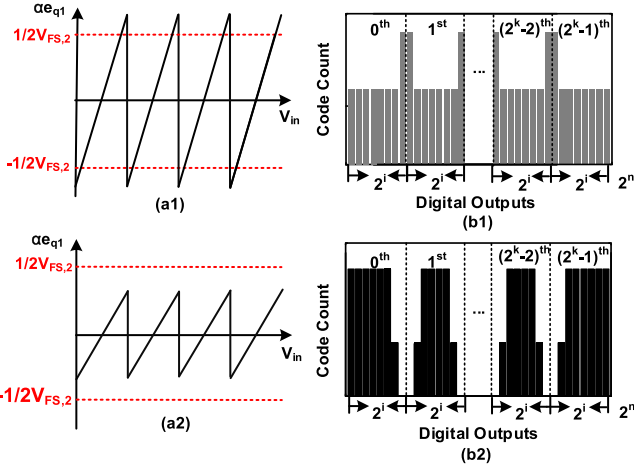 αe_q1
1/2V_FS,2
V_in
-1/2V_FS,2
(a1)
Code Count
0^th
1^st
(2^k-2)^th
(2^k-1)^th
...
2^i
2^i
2^i
2^i
2^n
Digital Outputs
(b1)
αe_q1
1/2V_FS,2
V_in
-1/2V_FS,2
(a2)
Code Count
0^th
1^st
(2^k-2)^th
(2^k-1)^th
...
2^i
2^i
2^i
2^i
2^n
Digital Outputs
(b2)